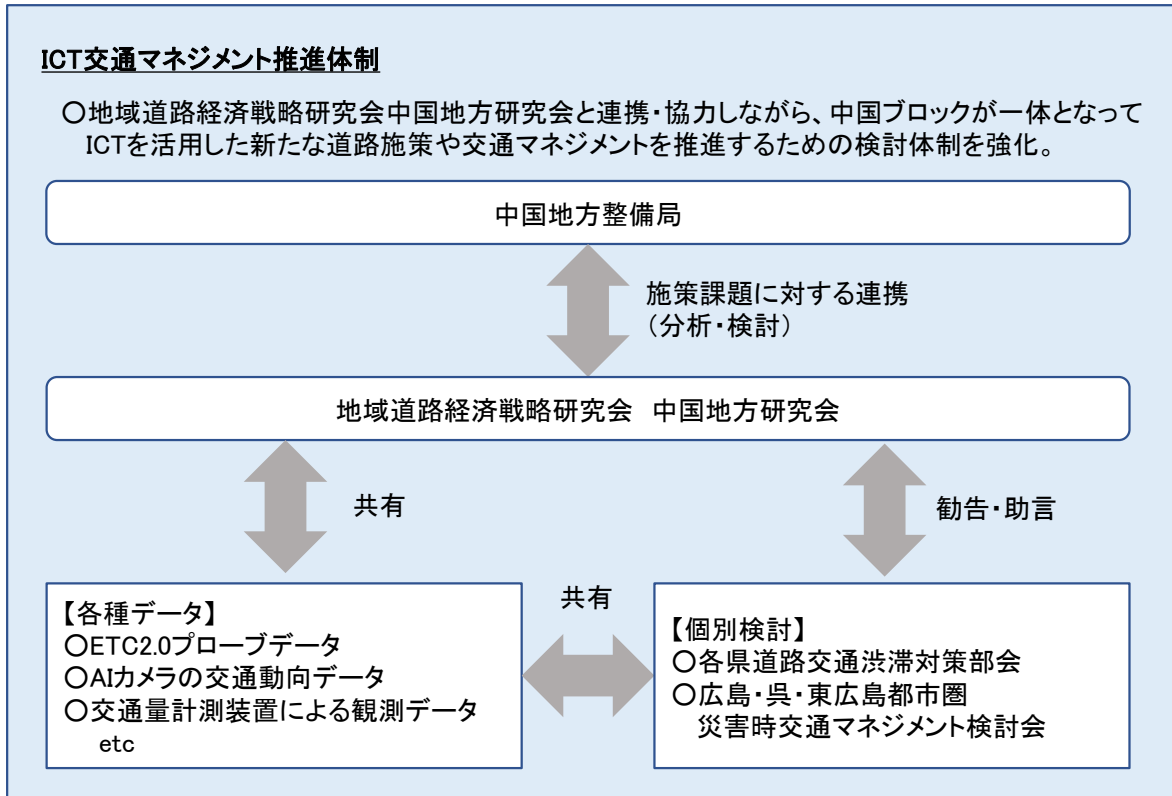 ICT交通マネジメント推進体制
〇地域道路経済戦略研究会中国地方研究会と連携・協力しながら、中国ブロックが一体となって
ICTを活用した新たな道路施策や交通マネジメントを推進するための検討体制を強化。
中国地方整備局
施策課題に対する連携
（分析・検討）
地域道路経済戦略研究会　中国地方研究会
共有
勧告・助言
【各種データ】
〇ETC2.0プローブデータ
〇AIカメラの交通動向データ
〇交通量計測装置による観測データ
etc
共有
【個別検討】
〇各県道路交通渋滞対策部会
〇広島・呉・東広島都市圏
災害時交通マネジメント検討会